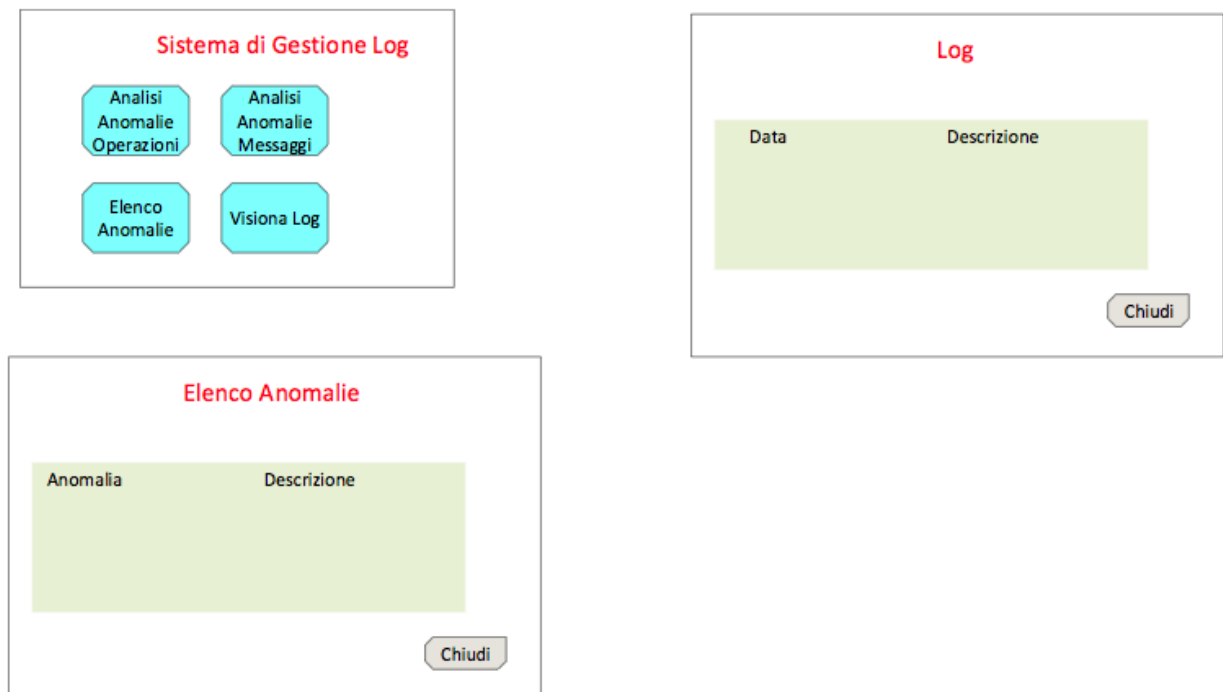 Sistema di Gestione Log
Analisi
Anomalie
Operazioni
Analisi
Anomalie
Messaggi
Elenco
Anomalie
Visiona Log
Log
Data
Descrizione
Chiudi
Elenco Anomalie
Anomalia
Descrizione
Chiudi